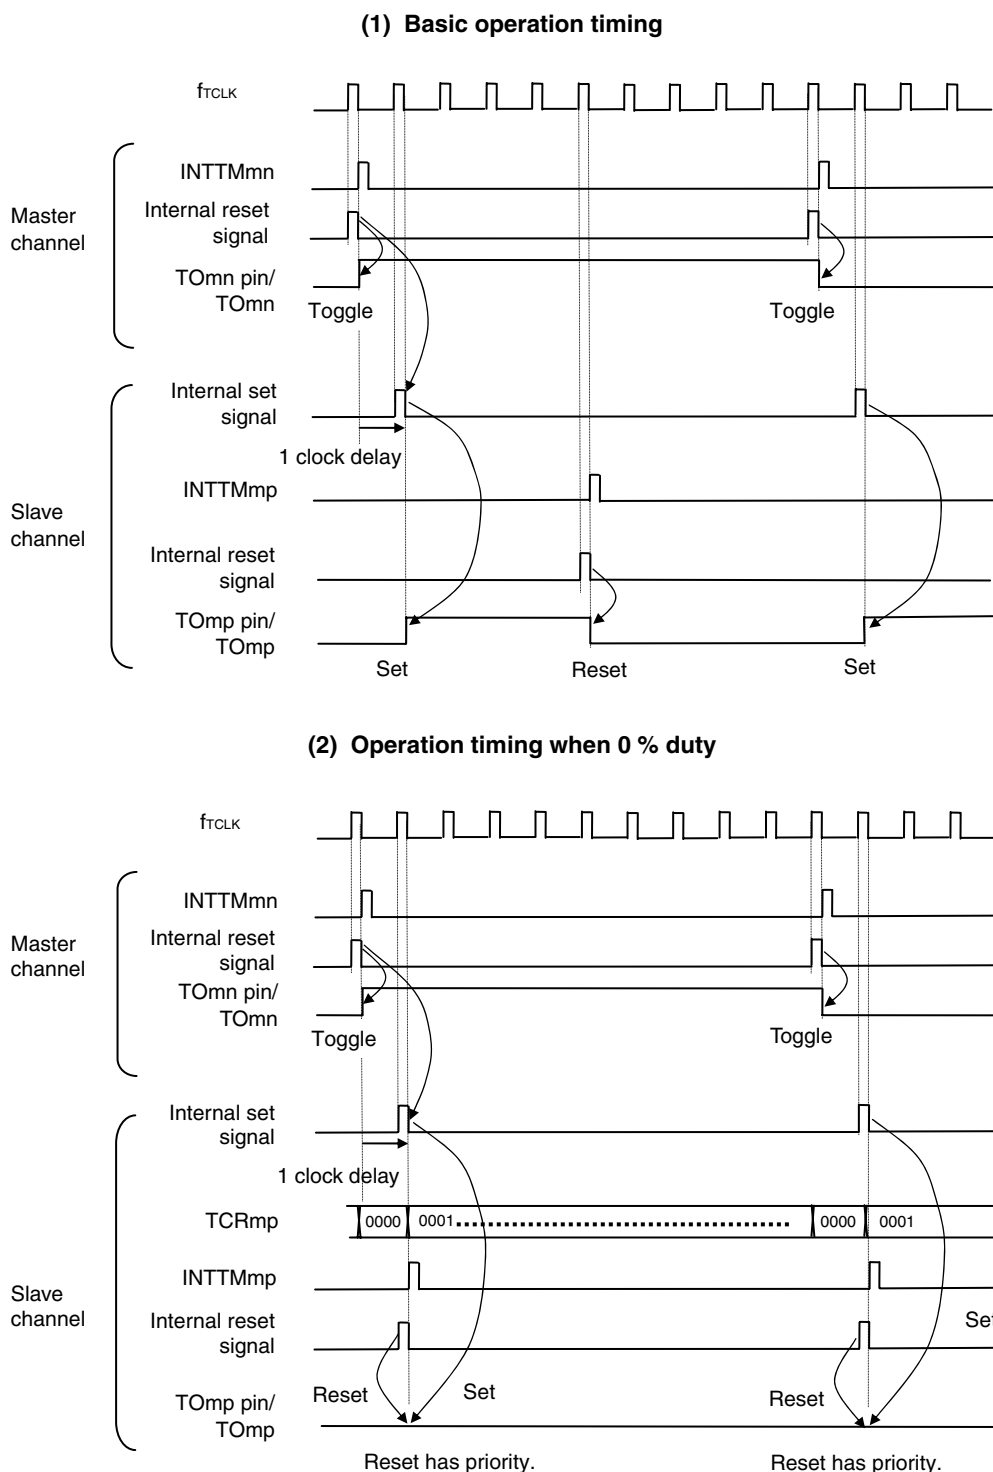 (1) Basic operation timing
fTCLK
Master
channel
INTTMmn
Internal reset
signal
TOmn pin/
TOmn
Toggle
Toggle
Slave
channel
Internal set
signal
1 clock delay
INTTMmp
Internal reset
signal
TOmp pin/
TOmp
Set
Reset
Set
(2) Operation timing when 0 % duty
fTCLK
Master
channel
INTTMmn
Internal reset
signal
TOmn pin/
TOmn
Toggle
Toggle
Slave
channel
Internal set
signal
1 clock delay
TCRmp
0000
0001
0000
0001
INTTMmp
Internal reset
signal
Set
Reset
Set
Reset
TOmp pin/
TOmp
Reset has priority.
Reset has priority.